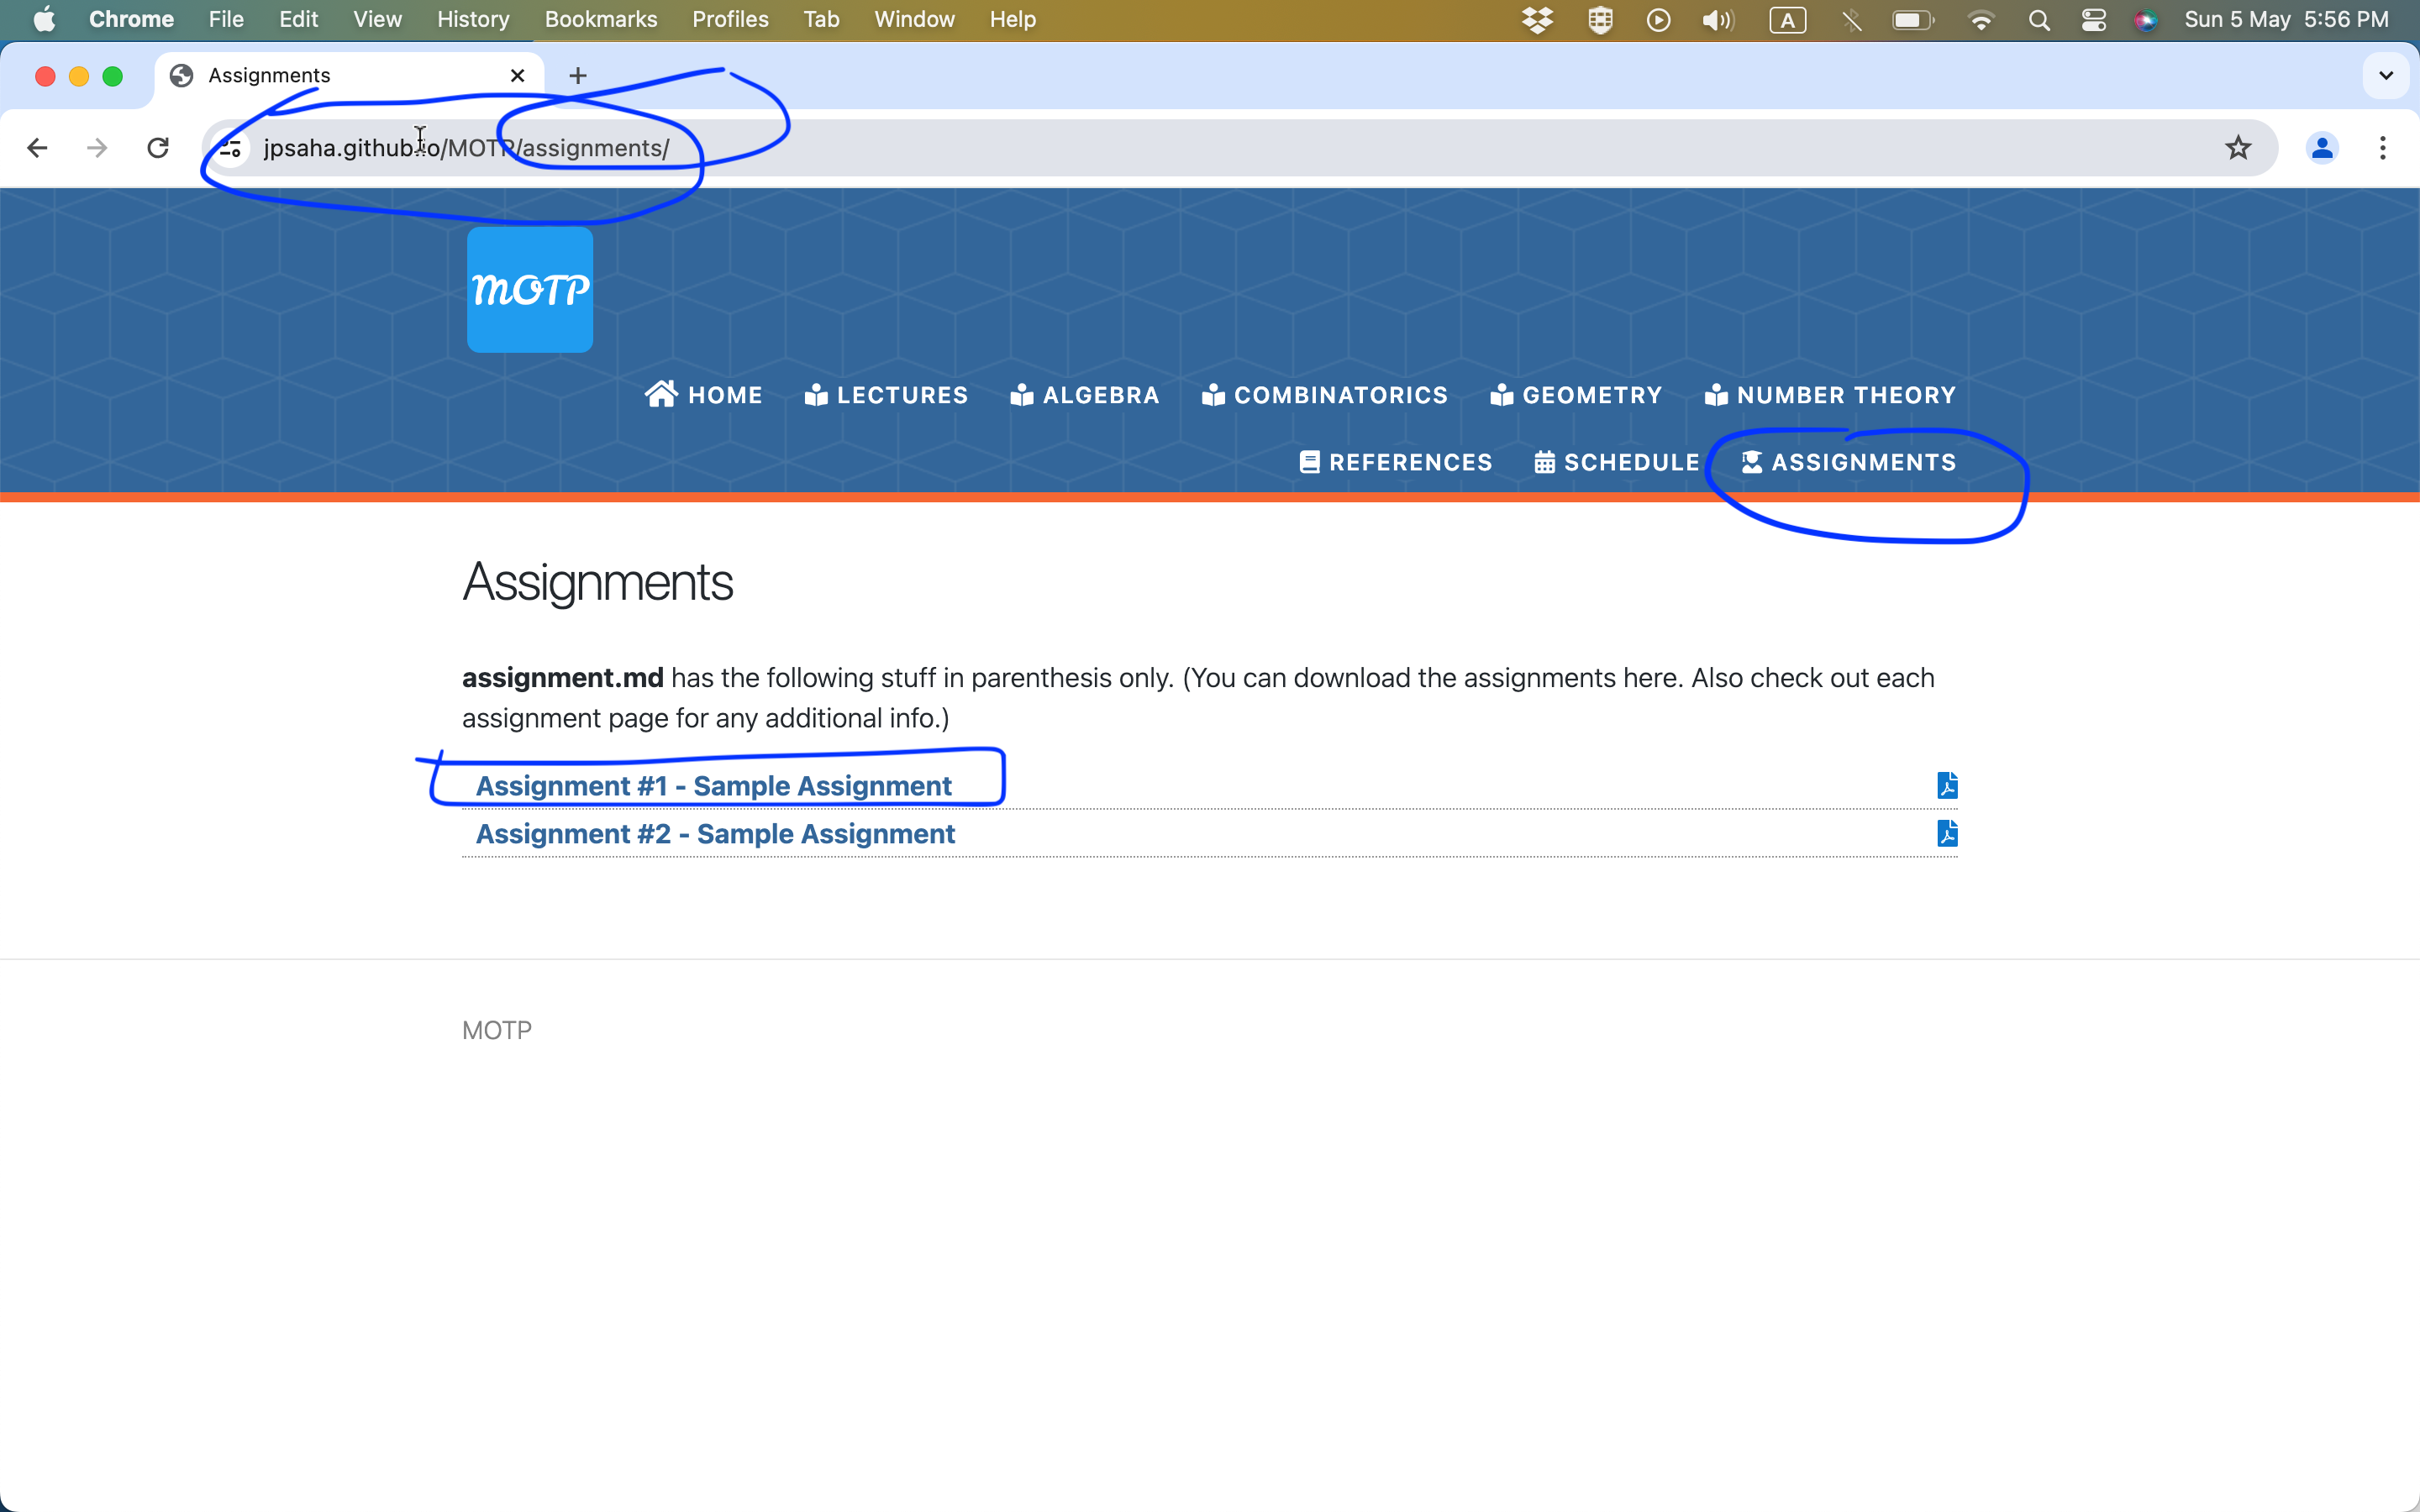 Chrome File Edit View History Bookmarks Profiles Tab Window Help A Sun 5 May 5:56 PM
Assignments
jpsaha.github.io/MOTP/assignments/
MOTP
HOME LECTURES ALGEBRA COMBINATORICS GEOMETRY NUMBER THEORY
REFERENCES SCHEDULE ASSIGNMENTS
Assignments
assignment.md has the following stuff in parenthesis only. (You can download the assignments here. Also check out each
assignment page for any additional info.)
Assignment #1 - Sample Assignment
Assignment #2 - Sample Assignment
MOTP